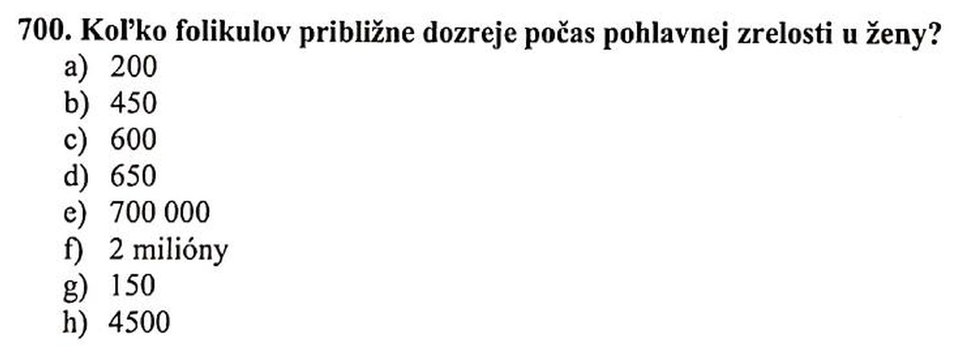 700. Koľko folikulov približne dozreje počas pohlavnej zrelosti u ženy?
a) 200
b) 450
c) 600
d) 650
e) 700 000
f) 2 milióny
g) 150
h) 4500